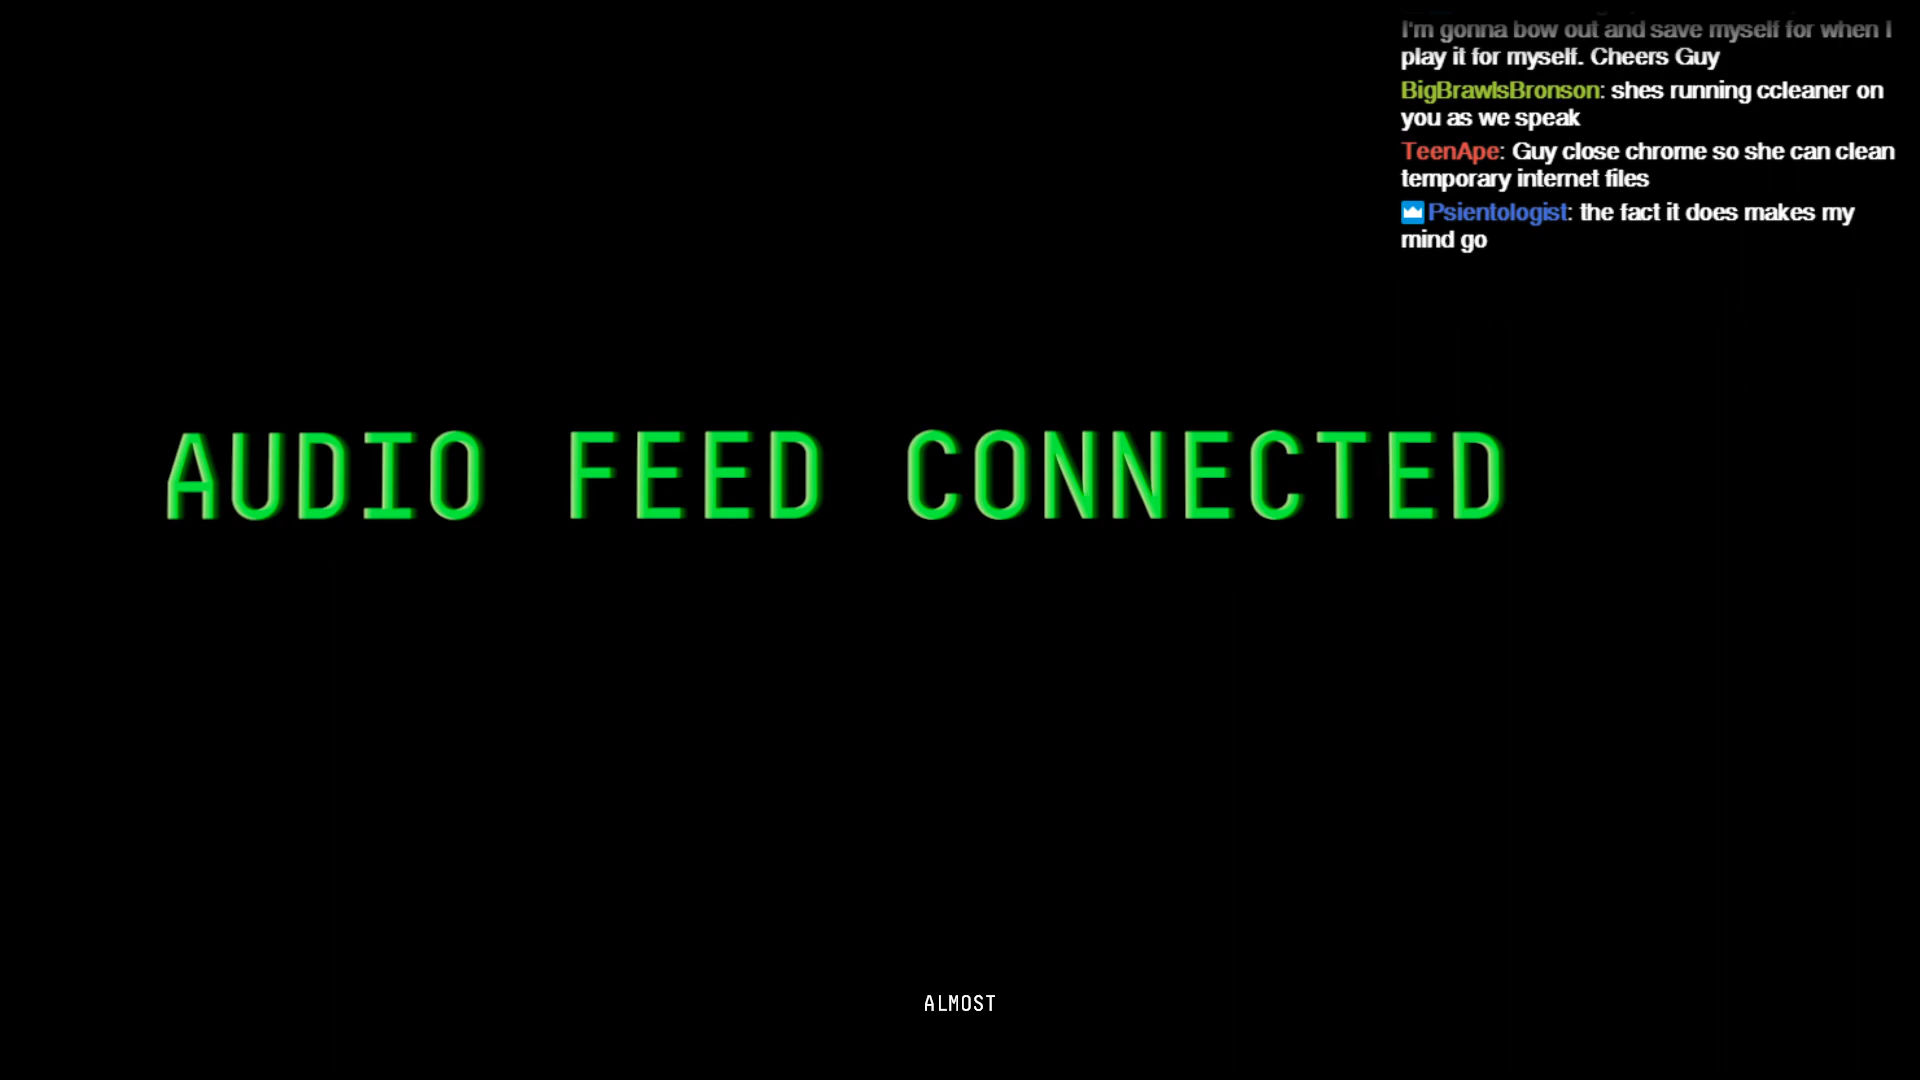 I'm gonna bow out and save myself for when I
play it for myself. Cheers Guy
BigBrawlsBronson: shes running ccleaner on
you as we speak
TeenApe: Guy close chrome so she can clean
temporary internet files
Psientologist: the fact it does makes my
mind go
AUDIO FEED CONNECTED
ALMOST